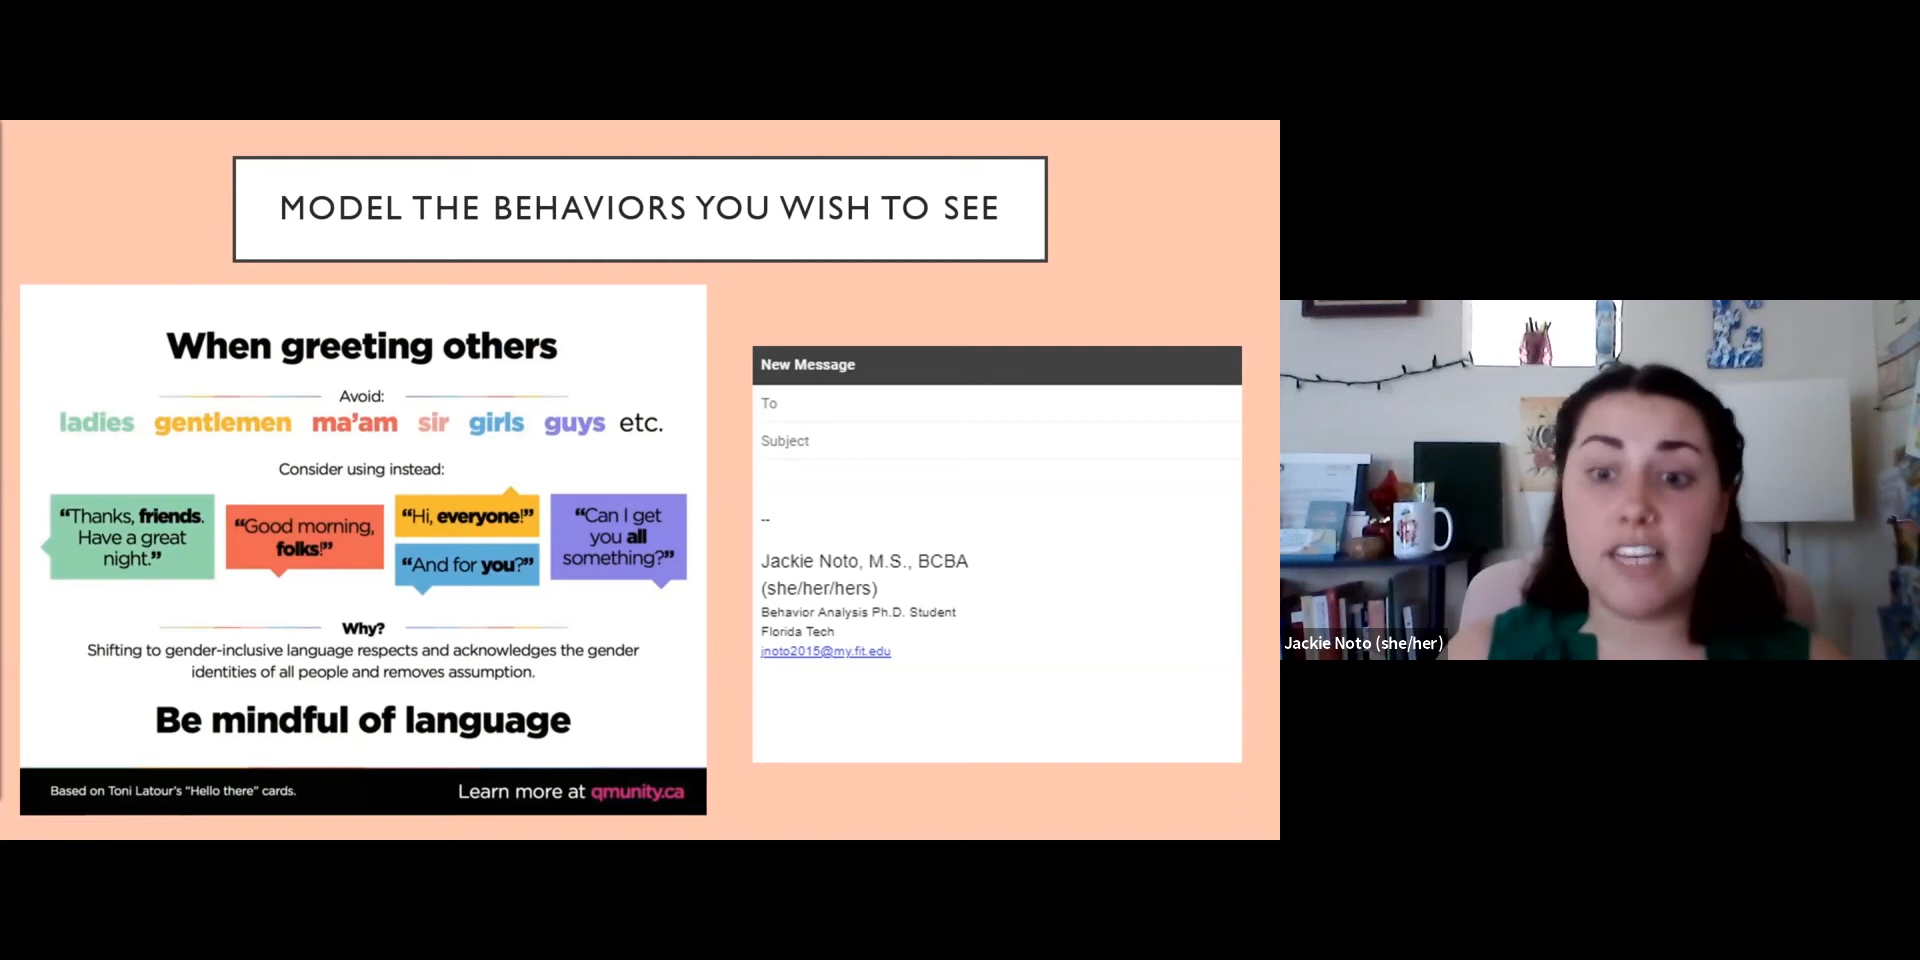 MODEL THE BEHAVIORS YOU WISH TO SEE
When greeting others
Avoid:
ladies gentlemen ma’am sir girls guys etc.
Consider using instead:
“Thanks, friends.
Have a great
night.”
“Good morning,
folks!”
“Hi, everyone!”
“And for you?”
“Can I get
you all
something?”
Why?
Shifting to gender-inclusive language respects and acknowledges the gender
identities of all people and removes assumption.
Be mindful of language
Based on Toni Latour’s “Hello there” cards.
Learn more at qmunity.ca
New Message
To
Subject
--
Jackie Noto, M.S., BCBA
(she/her/hers)
Behavior Analysis Ph.D. Student
Florida Tech
jnoto2015@my.fit.edu
Jackie Noto (she/her)